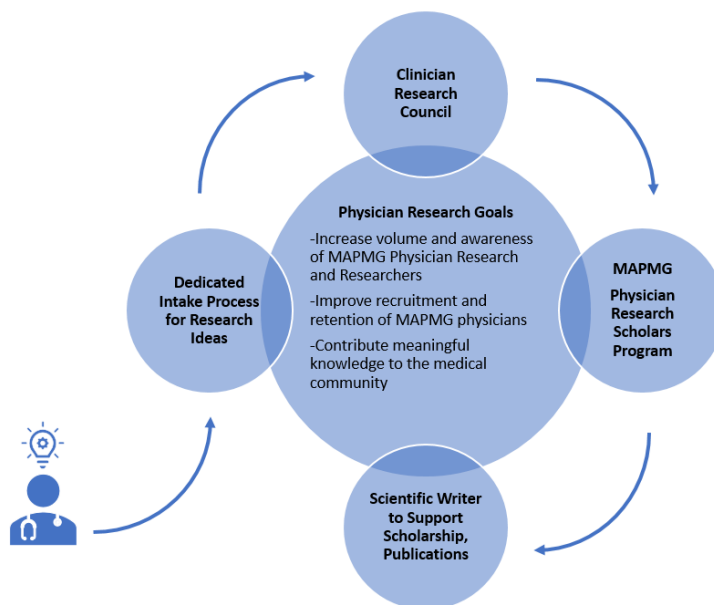 Clinician
Research
Council
Physician Research Goals
-Increase volume and awareness
of MAPMG Physician Research
and Researchers
-Improve recruitment and
retention of MAPMG physicians
-Contribute meaningful
knowledge to the medical
community
Dedicated
Intake Process
for Research
Ideas
MAPMG
Physician
Research
Scholars
Program
Scientific Writer
to Support
Scholarship,
Publications